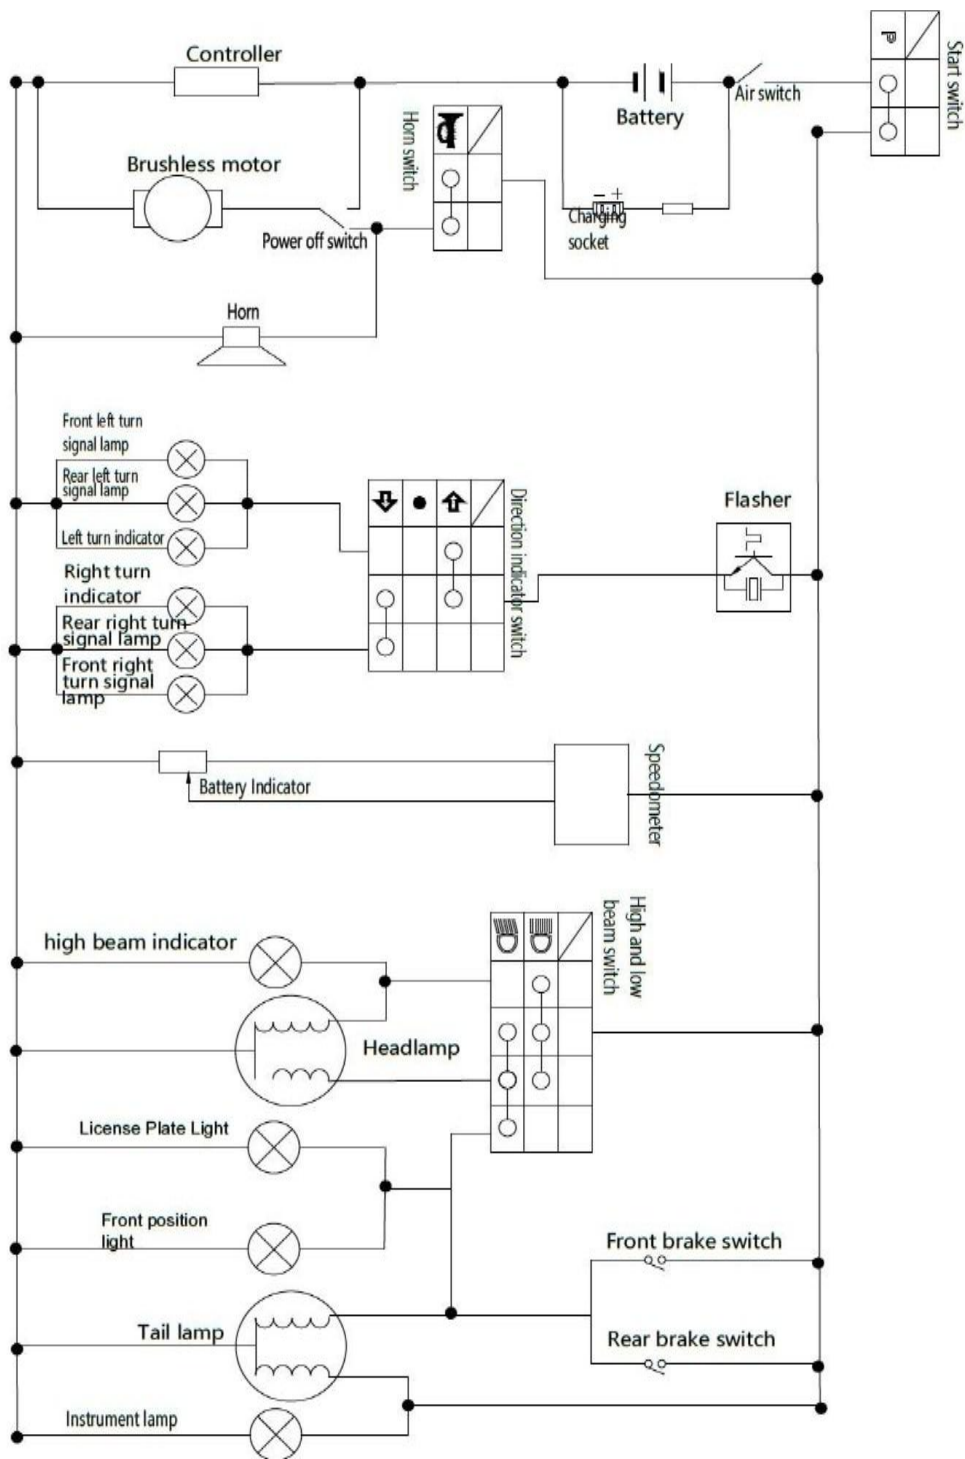 Controller
Battery
Air switch
P
Start switch
Horn switch
Brushless motor
Power off switch
- +
Charging
socket
Horn
Front left turn
signal lamp
Rear left turn
signal lamp
Left turn indicator
Right turn
indicator
Rear right turn
signal lamp
Front right
turn signal
lamp
Direction indicator switch
Flasher
Battery Indicator
Speedometer
high beam indicator
High and low
beam switch
Headlamp
License Plate Light
Front position
light
Front brake switch
Tail lamp
Rear brake switch
Instrument lamp